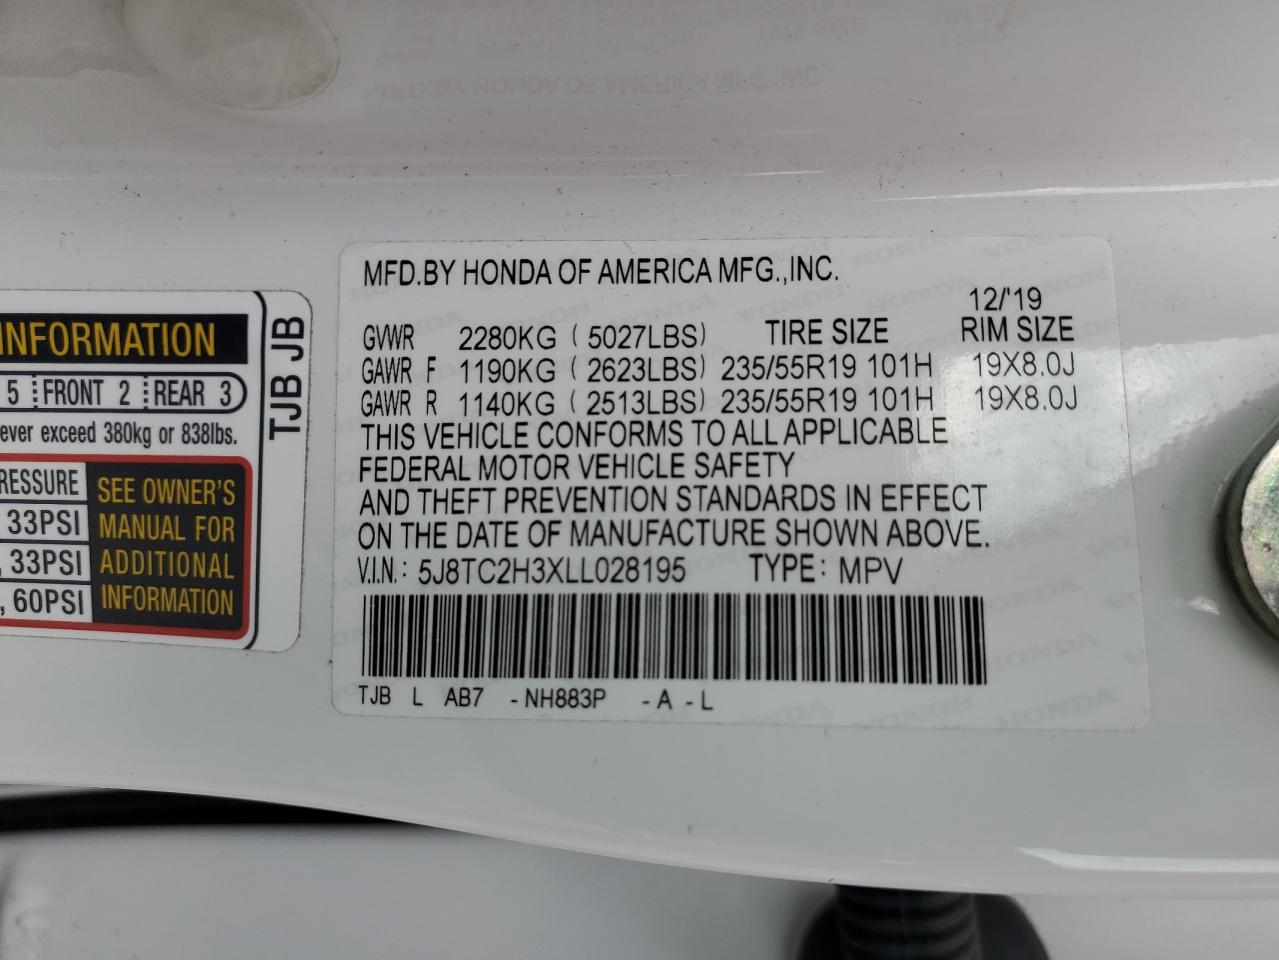 MFD.BY HONDA OF AMERICA MFG.,INC.
12/'19
GVWR 2280KG ( 5027LBS) TIRE SIZE RIM SIZE
GAWR F 1190KG ( 2623LBS) 235/55R19 101H 19X8.0J
GAWR R 1140KG ( 2513LBS) 235/55R19 101H 19X8.0J
THIS VEHICLE CONFORMS TO ALL APPLICABLE
FEDERAL MOTOR VEHICLE SAFETY
AND THEFT PREVENTION STANDARDS IN EFFECT
ON THE DATE OF MANUFACTURE SHOWN ABOVE.
V.I.N.: 5J8TC2H3XLL028195 TYPE: MPV
TJB L AB7 -NH883P -A -L
INFORMATION
5 FRONT 2 REAR 3
ever exceed 380kg or 838lbs.
RESSURE
33PSI
, 33PSI
, 60PSI
SEE OWNER'S
MANUAL FOR
ADDITIONAL
INFORMATION
TJB JB